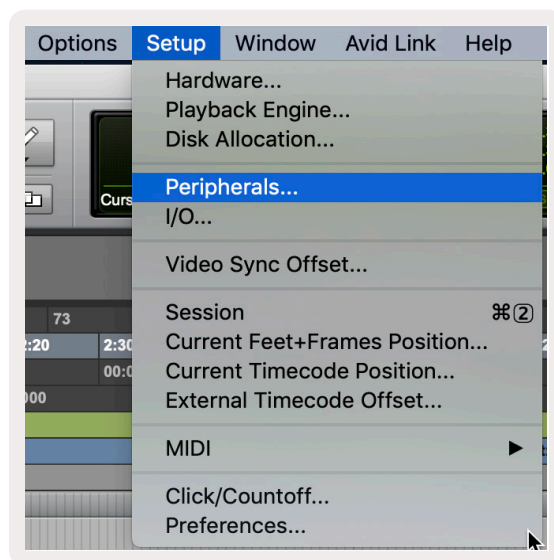 Options Setup Window Avid Link Help
Hardware...
Playback Engine...
Disk Allocation...
Peripherals...
Curs
I/O...
Video Sync Offset...
Session ⌘2
73
Current Feet+Frames Position...
:20 2:30
Current Timecode Position...
00:0
External Timecode Offset...
000
MIDI ▶
Click/Countoff...
Preferences...